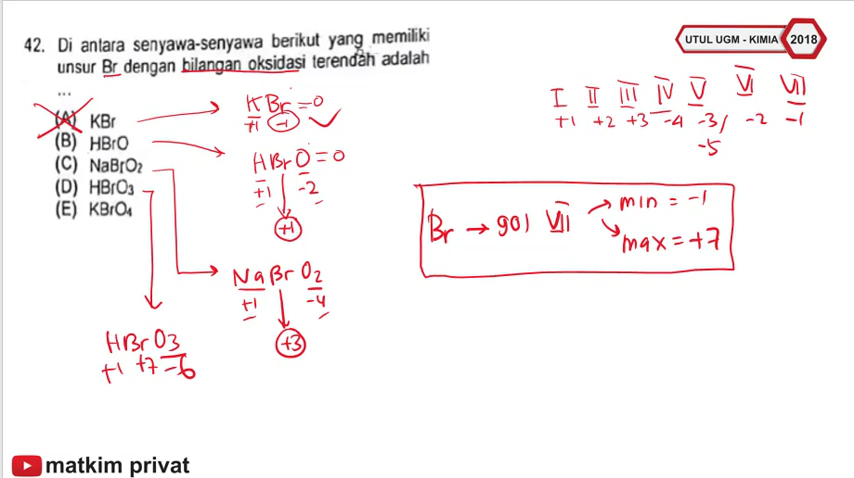 UTUL UGM - KIMIA 2018
42. Di antara senyawa-senyawa berikut yang memiliki
unsur Br dengan bilangan oksidasi terendah adalah
...
(A) KBr
(B) HBrO
(C) NaBrO₂
(D) HBrO₃
(E) KBrO₄
KBr = 0
+1 -1
HBrO = 0
+1 -2
+1
NaBrO2
+1 -4
+3
HBrO3
+1 +7 -6
I II III IV V VI VII
+1 +2 +3 -4 -3/ -2 -1
-5
Br → gol VII
min = -1
max = +7
matkim privat